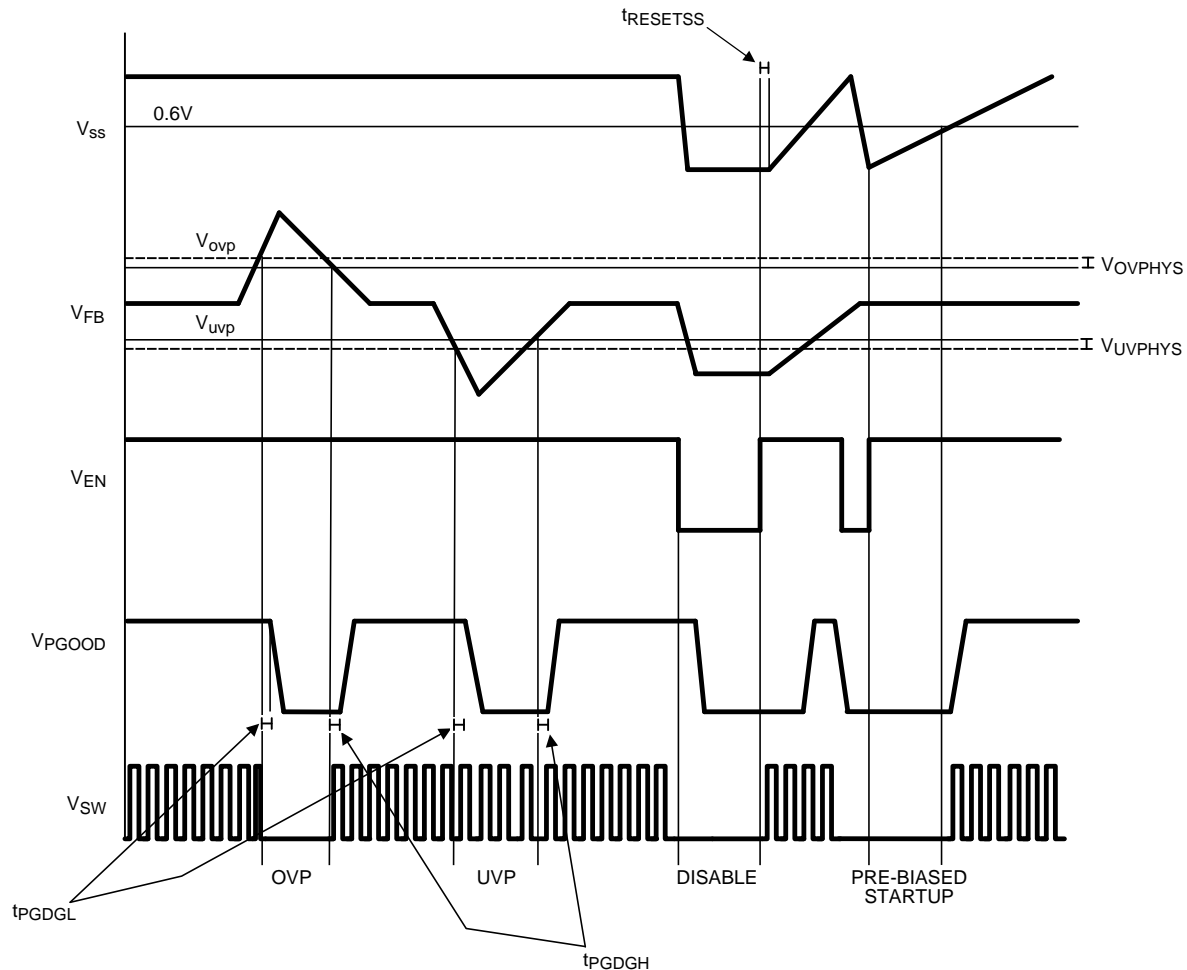 tRESETSS
0.6V
VSS
Vovp
VOVPHYS
VFB
Vuvp
VUVPHYS
VEN
VPGOOD
VSW
OVP
UVP
DISABLE
PRE-BIASED
STARTUP
tPGDGL
tPGDGH